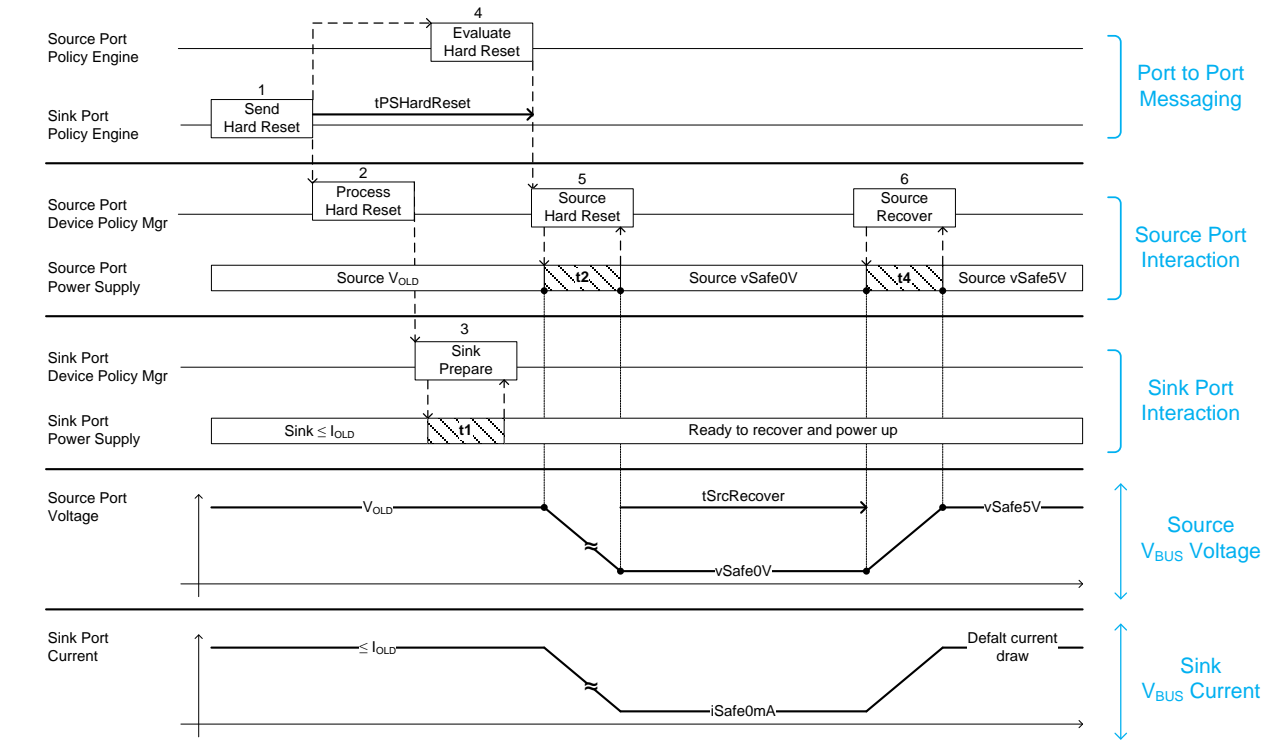 4
Source Port
Policy Engine
Evaluate
Hard Reset
Port to Port
Messaging
1
Sink Port
Policy Engine
Send
Hard Reset
tPSHardReset
2
5
6
Source Port
Device Policy Mgr
Process
Hard Reset
Source
Hard Reset
Source
Recover
Source Port
Interaction
Source Port
Power Supply
Source VOLD
t2
Source vSafe0V
t4
Source vSafe5V
3
Sink Port
Device Policy Mgr
Sink
Prepare
Sink Port
Interaction
Sink Port
Power Supply
Sink ≤ IOLD
t1
Ready to recover and power up
Source Port
Voltage
VOLD
tSrcRecover
vSafe5V
vSafe0V
Source
VBUS Voltage
Sink Port
Current
≤ IOLD
Defalt current
draw
iSafe0mA
Sink
VBUS Current